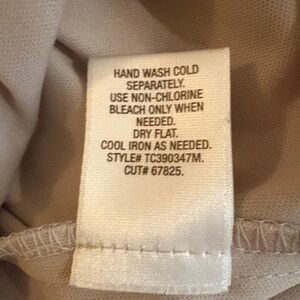 HAND WASH COLD
SEPARATELY.
USE NON-CHLORINE
BLEACH ONLY WHEN
NEEDED.
DRY FLAT.
COOL IRON AS NEEDED.
STYLE# TC390347M.
CUT# 67825.